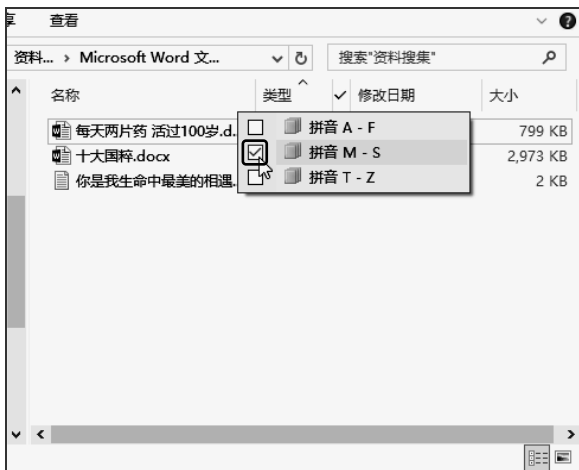 享 查看
资料... › Microsoft Word 文... 搜索"资料搜集"
名称 类型 修改日期 大小
每天两片药 活过100岁.d... 拼音 A - F 799 KB
十大国粹.docx 拼音 M - S 2,973 KB
你是我生命中最美的相遇... 拼音 T - Z 2 KB